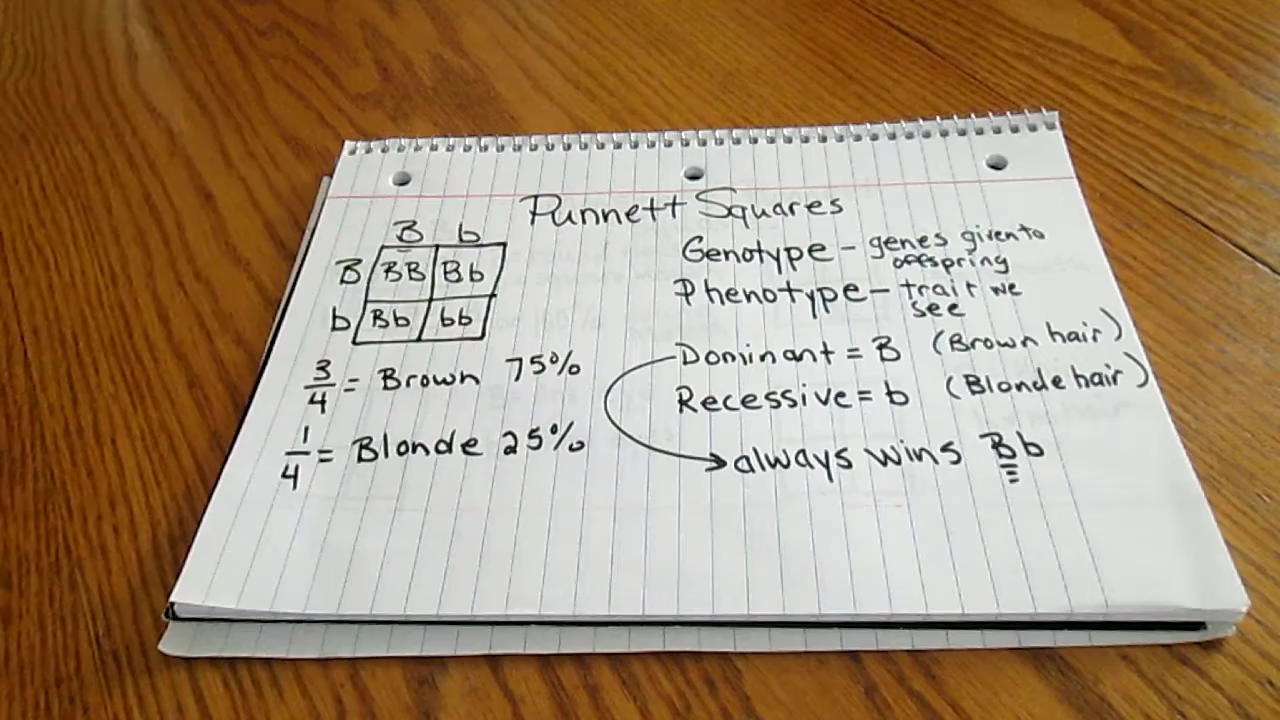 Punnett Squares
B b
B BB Bb
b Bb bb
3/4 = Brown 75%
1/4 = Blonde 25%
Genotype - genes given to
offspring
Phenotype - trait we
see
Dominant = B (Brown hair)
Recessive = b (Blonde hair)
always wins Bb